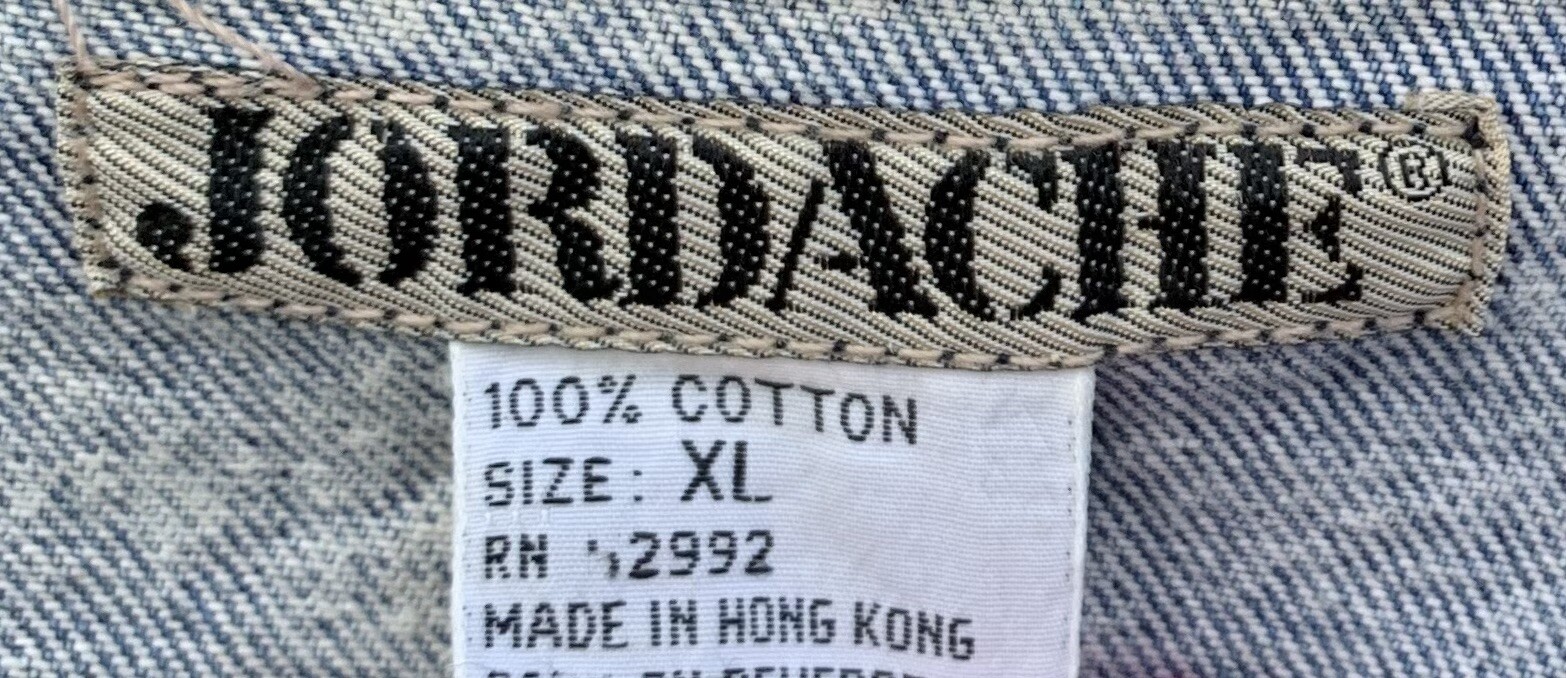 JORDACHE®
100% COTTON
SIZE: XL
RN
MADE IN HONG KONG